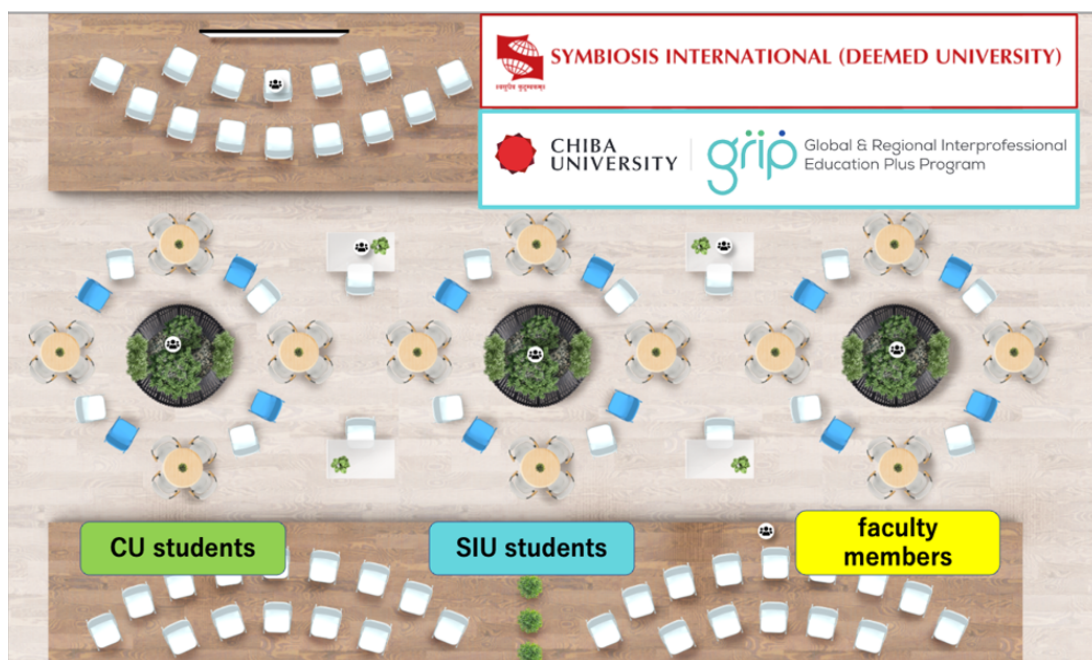 SYMBIOSIS INTERNATIONAL (DEEMED UNIVERSITY)
CHIBA
UNIVERSITY
grip
Global & Regional Interprofessional
Education Plus Program
CU students
SIU students
faculty
members